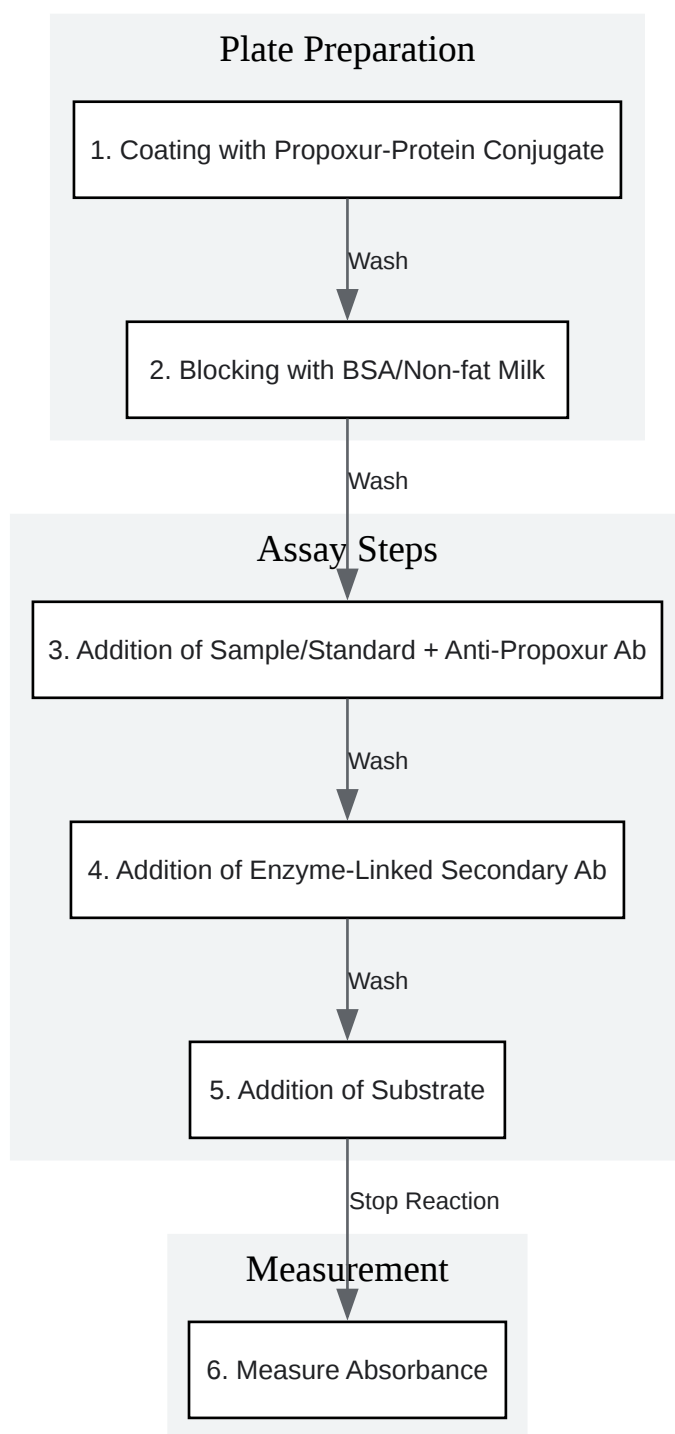 Plate Preparation
1. Coating with Propoxur-Protein Conjugate
Wash
2. Blocking with BSA/Non-fat Milk
Wash
Assay Steps
3. Addition of Sample/Standard + Anti-Propoxur Ab
Wash
4. Addition of Enzyme-Linked Secondary Ab
Wash
5. Addition of Substrate
Stop Reaction
Measurement
6. Measure Absorbance